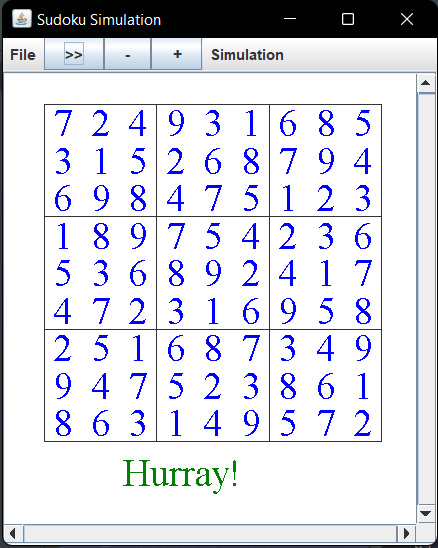 Sudoku Simulation
File >> - + Simulation
7 2 4 9 3 1 6 8 5
3 1 5 2 6 8 7 9 4
6 9 8 4 7 5 1 2 3
1 8 9 7 5 4 2 3 6
5 3 6 8 9 2 4 1 7
4 7 2 3 1 6 9 5 8
2 5 1 6 8 7 3 4 9
9 4 7 5 2 3 8 6 1
8 6 3 1 4 9 5 7 2
Hurray!